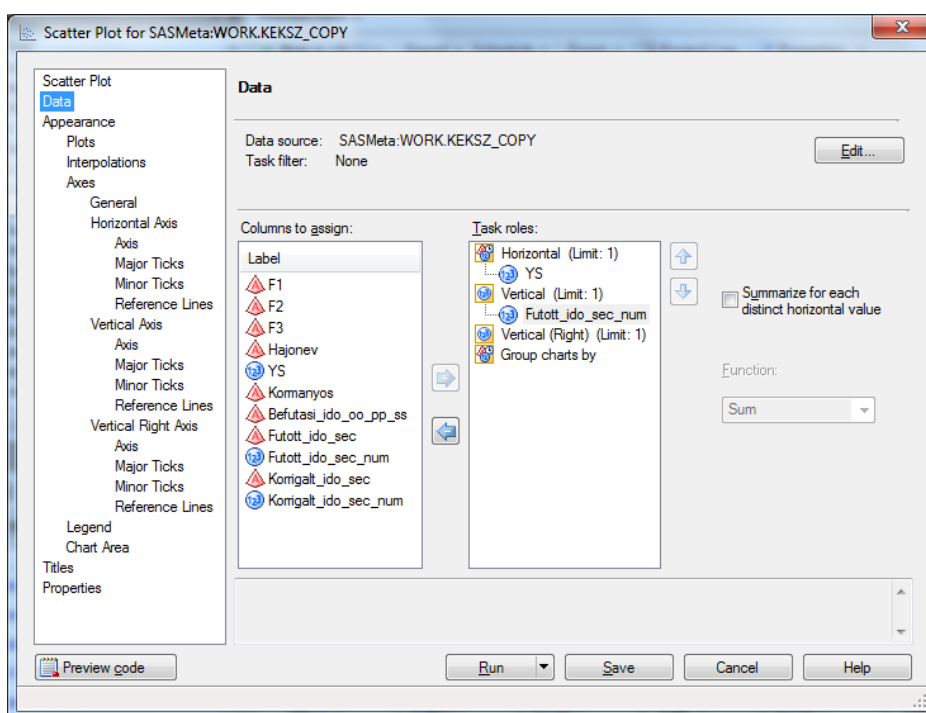 Scatter Plot for SASMeta:WORK.KEKSZ_COPY
Scatter Plot
Data
Appearance
Plots
Interpolations
Axes
General
Horizontal Axis
Axis
Major Ticks
Minor Ticks
Reference Lines
Vertical Axis
Axis
Major Ticks
Minor Ticks
Reference Lines
Vertical Right Axis
Axis
Major Ticks
Minor Ticks
Reference Lines
Legend
Chart Area
Titles
Properties
Data
Data source: SASMeta:WORK.KEKSZ_COPY
Task filter: None
Edit...
Columns to assign:
Label
F1
F2
F3
Hajonev
YS
Kormanyos
Befutasi_ido_oo_pp_ss
Futott_ido_sec
Futott_ido_sec_num
Korrigalt_ido_sec
Korrigalt_ido_sec_num
Task roles:
Horizontal (Limit: 1)
YS
Vertical (Limit: 1)
Futott_ido_sec_num
Vertical (Right) (Limit: 1)
Group charts by
Summarize for each
distinct horizontal value
Function:
Sum
Preview code
Run
Save
Cancel
Help